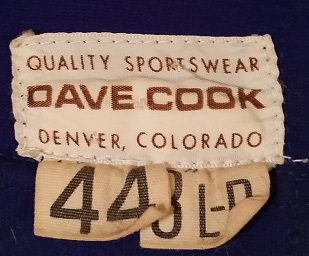 QUALITY SPORTSWEAR
DAVE COOK
DENVER, COLORADO
44